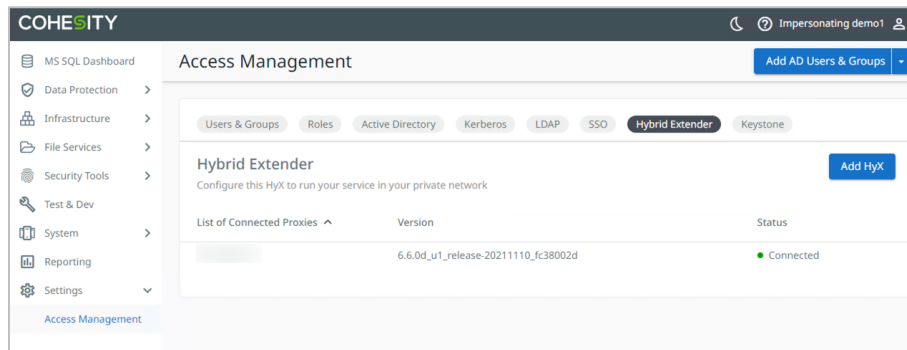 COHESITY
Impersonating demo1
MS SQL Dashboard
Data Protection
Infrastructure
File Services
Security Tools
Test & Dev
System
Reporting
Settings
Access Management
Access Management
Add AD Users & Groups
Users & Groups Roles Active Directory Kerberos LDAP SSO Hybrid Extender Keystone
Hybrid Extender
Configure this HyX to run your service in your private network
Add HyX
List of Connected Proxies Version Status
6.6.0d_u1_release-20211110_fc38002d Connected